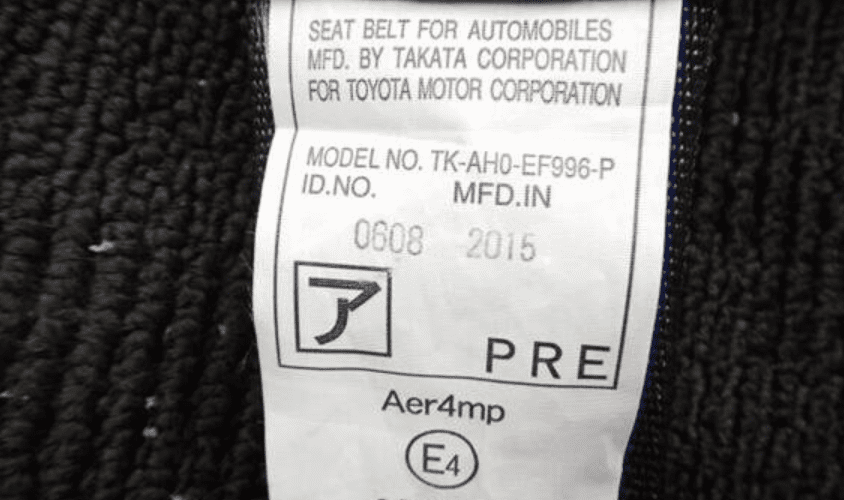 SEAT BELT FOR AUTOMOBILES
MFD. BY TAKATA CORPORATION
FOR TOYOTA MOTOR CORPORATION
MODEL NO. TK-AH0-EF996-P
ID.NO. MFD.IN
0608 2015
ア
PRE
Aer4mp
E4